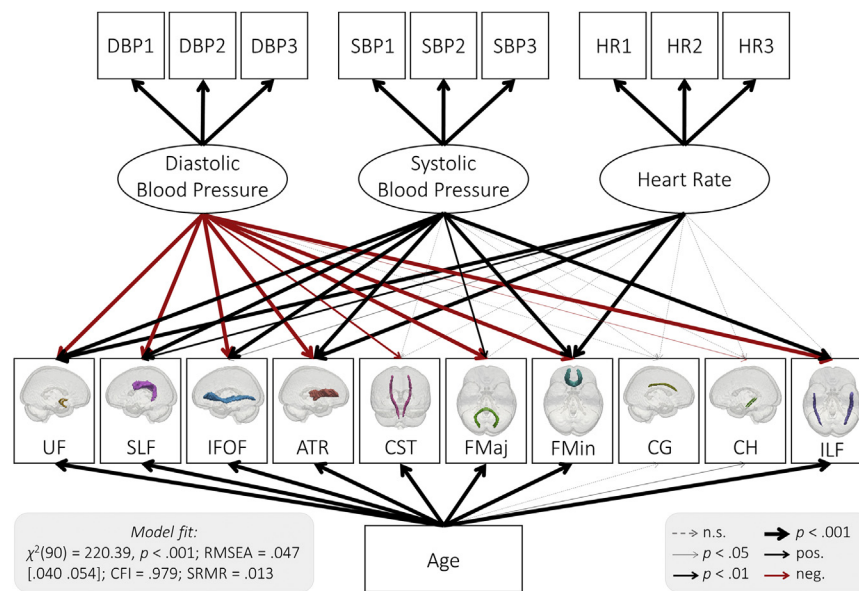 DBP1 DBP2 DBP3 SBP1 SBP2 SBP3 HR1 HR2 HR3
Diastolic
Blood Pressure
Systolic
Blood Pressure
Heart Rate
UF SLF IFOF ATR CST FMaj FMin CG CH ILF
Model fit:
χ²(90) = 220.39, p < .001; RMSEA = .047
[.040 .054]; CFI = .979; SRMR = .013
Age
n.s. p < .001
p < .05 pos.
p < .01 neg.